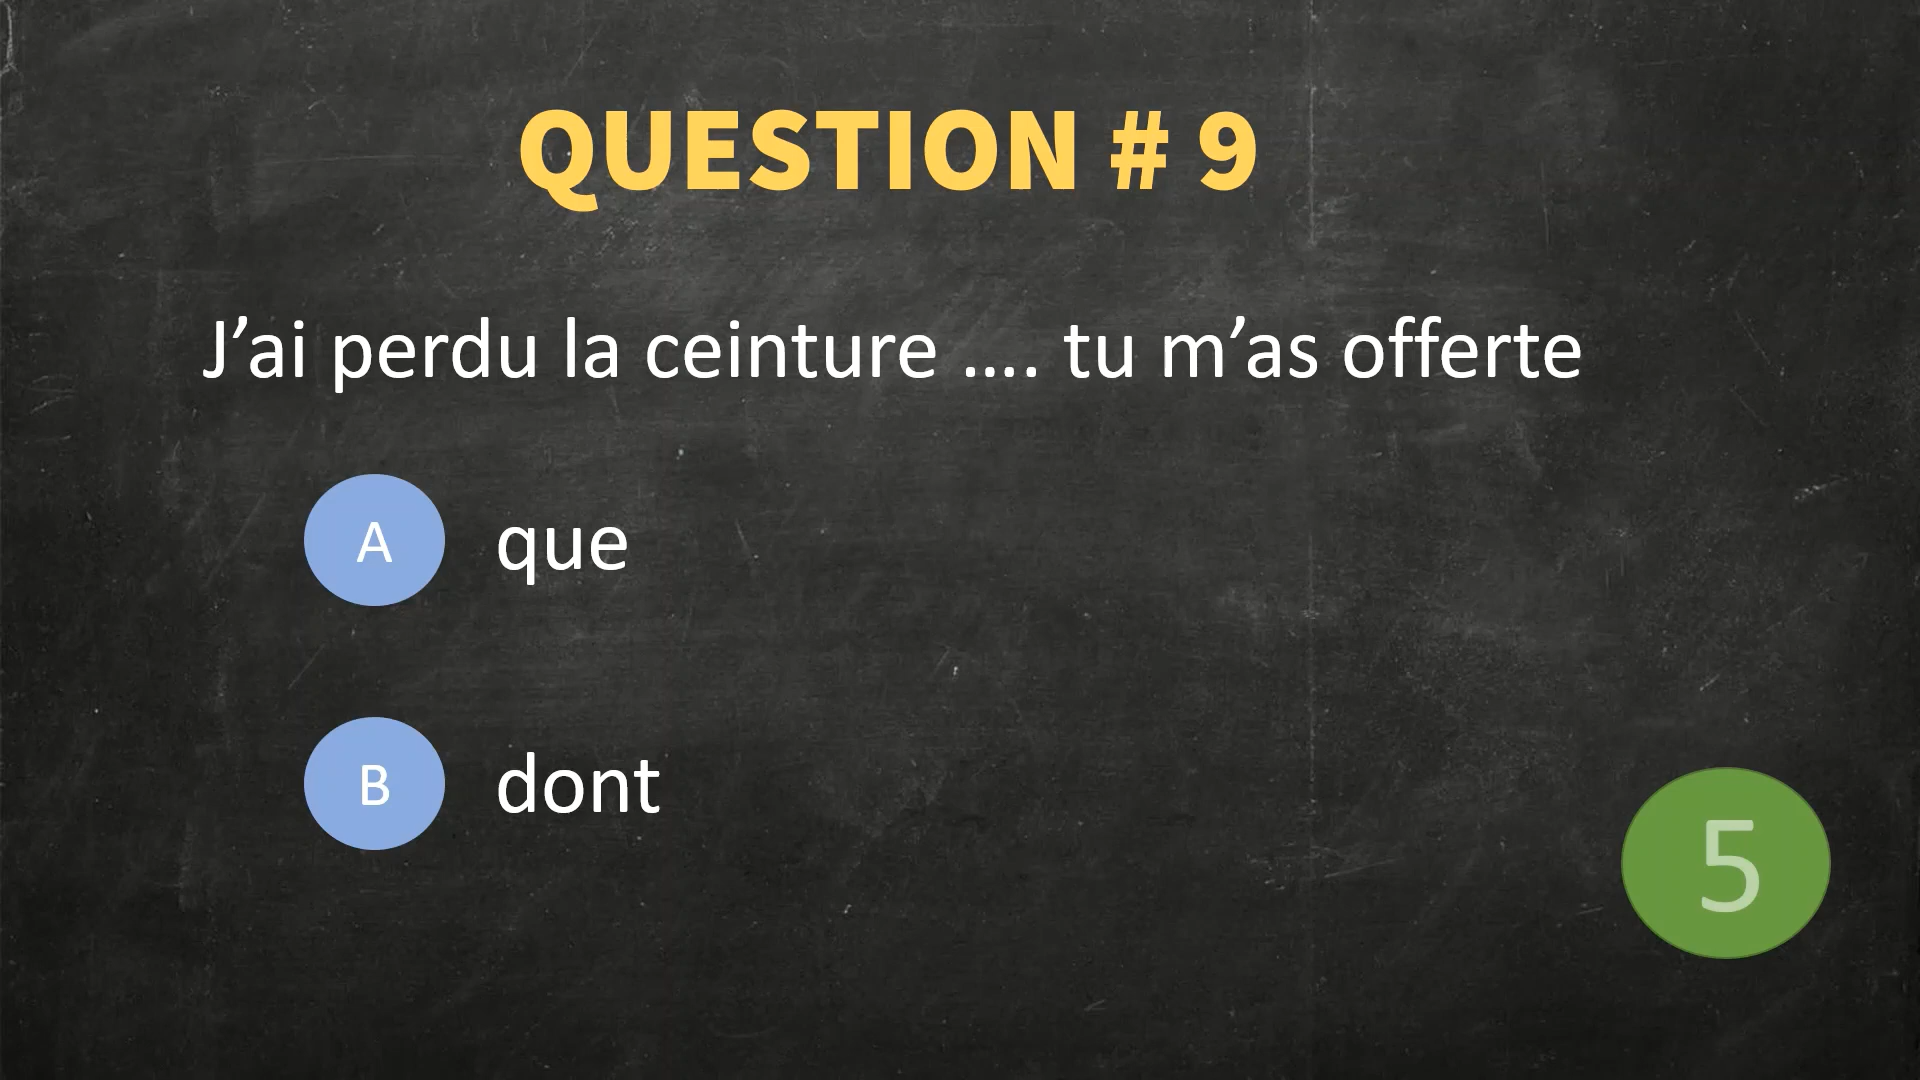 QUESTION # 9
J’ai perdu la ceinture .... tu m’as offerte
A que
B dont
5